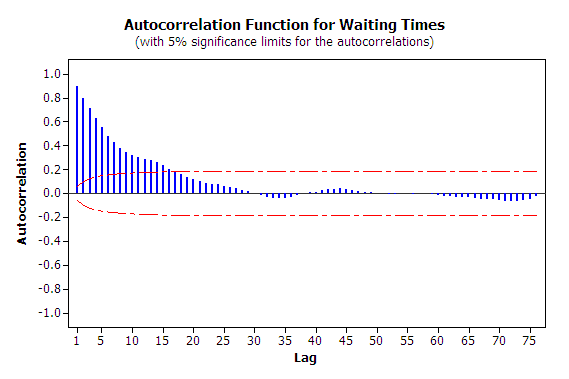 Autocorrelation Function for Waiting Times
(with 5% significance limits for the autocorrelations)
1.0
0.8
0.6
0.4
0.2
0.0
-0.2
-0.4
-0.6
-0.8
-1.0
Autocorrelation
1 5 10 15 20 25 30 35 40 45 50 55 60 65 70 75
Lag